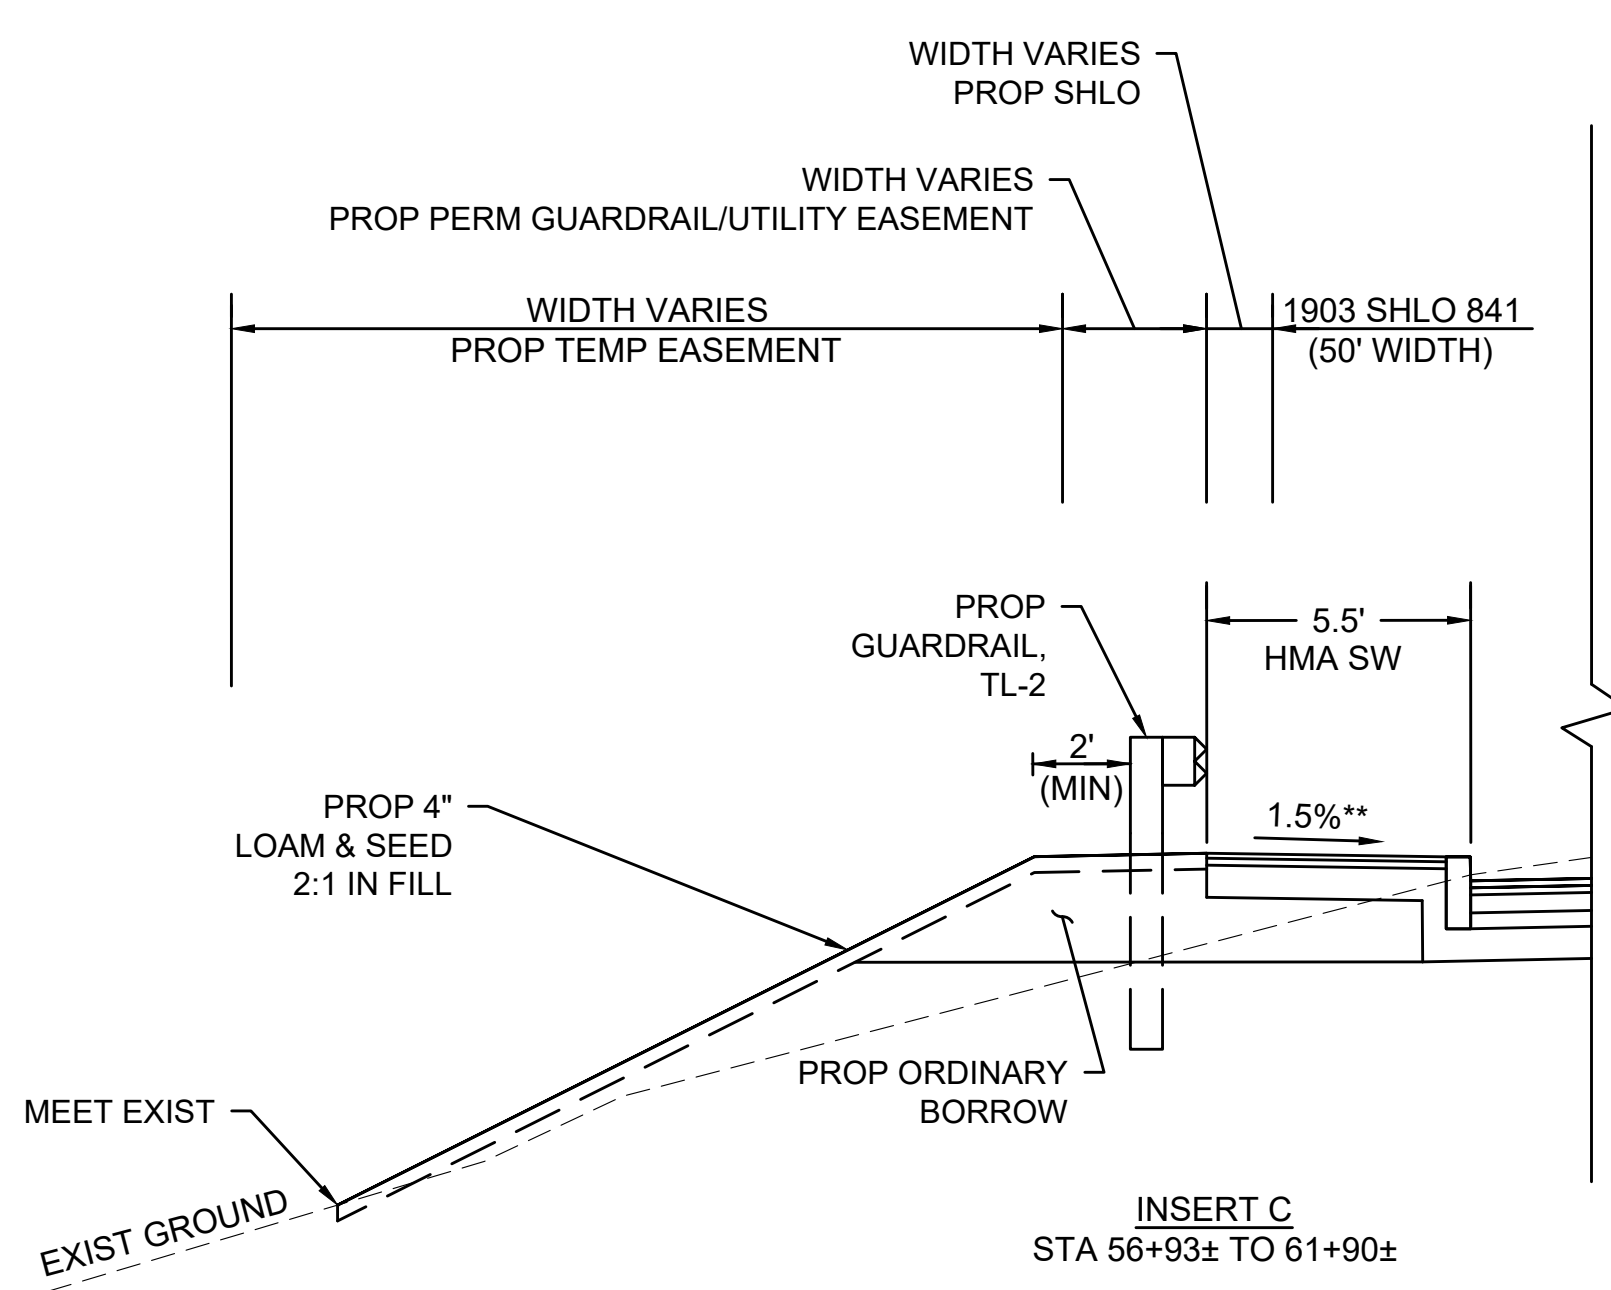 WIDTH VARIES
PROP SHLO
WIDTH VARIES
PROP PERM GUARDRAIL/UTILITY EASEMENT
WIDTH VARIES
PROP TEMP EASEMENT
1903 SHLO 841
(50' WIDTH)
PROP
GUARDRAIL,
TL-2
5.5'
HMA SW
2'
(MIN)
1.5%**
PROP 4"
LOAM & SEED
2:1 IN FILL
PROP ORDINARY
BORROW
MEET EXIST
EXIST GROUND
INSERT C
STA 56+93± TO 61+90±